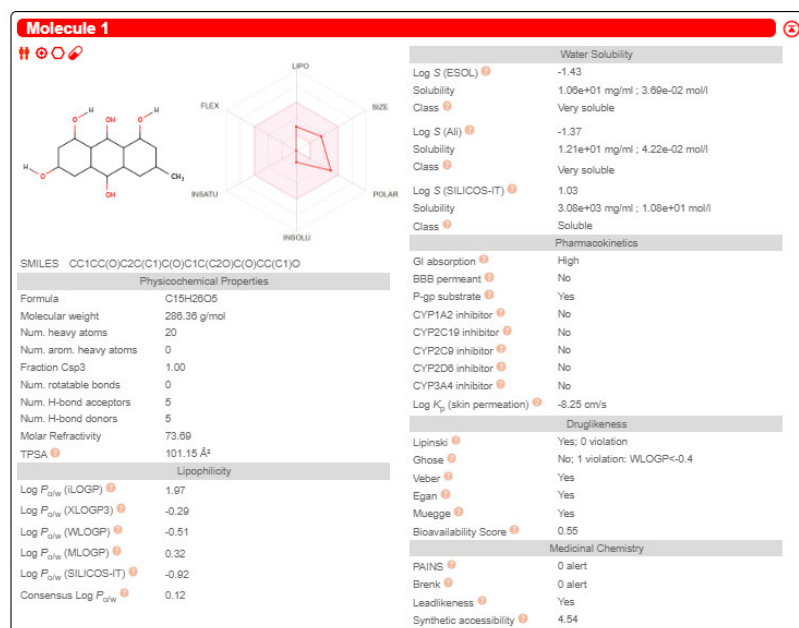 Molecule 1
LIPO
FLEX
SIZE
INSATU
POLAR
INSOLU
H
O
OH
O
H
H
O
OH
CH₃
SMILES CC1CC(O)C2C(C1)C(O)C1C(C2O)C(O)CC(C1)O
Physicochemical Properties
Formula C15H26O5
Molecular weight 286.36 g/mol
Num. heavy atoms 20
Num. arom. heavy atoms 0
Fraction Csp3 1.00
Num. rotatable bonds 0
Num. H-bond acceptors 5
Num. H-bond donors 5
Molar Refractivity 73.69
TPSA ? 101.15 Å²
Lipophilicity
Log Po/w (iLOGP) ? 1.97
Log Po/w (XLOGP3) ? -0.29
Log Po/w (WLOGP) ? -0.51
Log Po/w (MLOGP) ? 0.32
Log Po/w (SILICOS-IT) ? -0.92
Consensus Log Po/w ? 0.12
Water Solubility
Log S (ESOL) ? -1.43
Solubility 1.06e+01 mg/ml ; 3.69e-02 mol/l
Class ? Very soluble
Log S (Ali) ? -1.37
Solubility 1.21e+01 mg/ml ; 4.22e-02 mol/l
Class ? Very soluble
Log S (SILICOS-IT) ? 1.03
Solubility 3.08e+03 mg/ml ; 1.08e+01 mol/l
Class ? Soluble
Pharmacokinetics
GI absorption ? High
BBB permeant ? No
P-gp substrate ? Yes
CYP1A2 inhibitor ? No
CYP2C19 inhibitor ? No
CYP2C9 inhibitor ? No
CYP2D6 inhibitor ? No
CYP3A4 inhibitor ? No
Log Kp (skin permeation) ? -8.25 cm/s
Druglikeness
Lipinski ? Yes; 0 violation
Ghose ? No; 1 violation: WLOGP<-0.4
Veber ? Yes
Egan ? Yes
Muegge ? Yes
Bioavailability Score ? 0.55
Medicinal Chemistry
PAINS ? 0 alert
Brenk ? 0 alert
Leadlikeness ? Yes
Synthetic accessibility ? 4.54